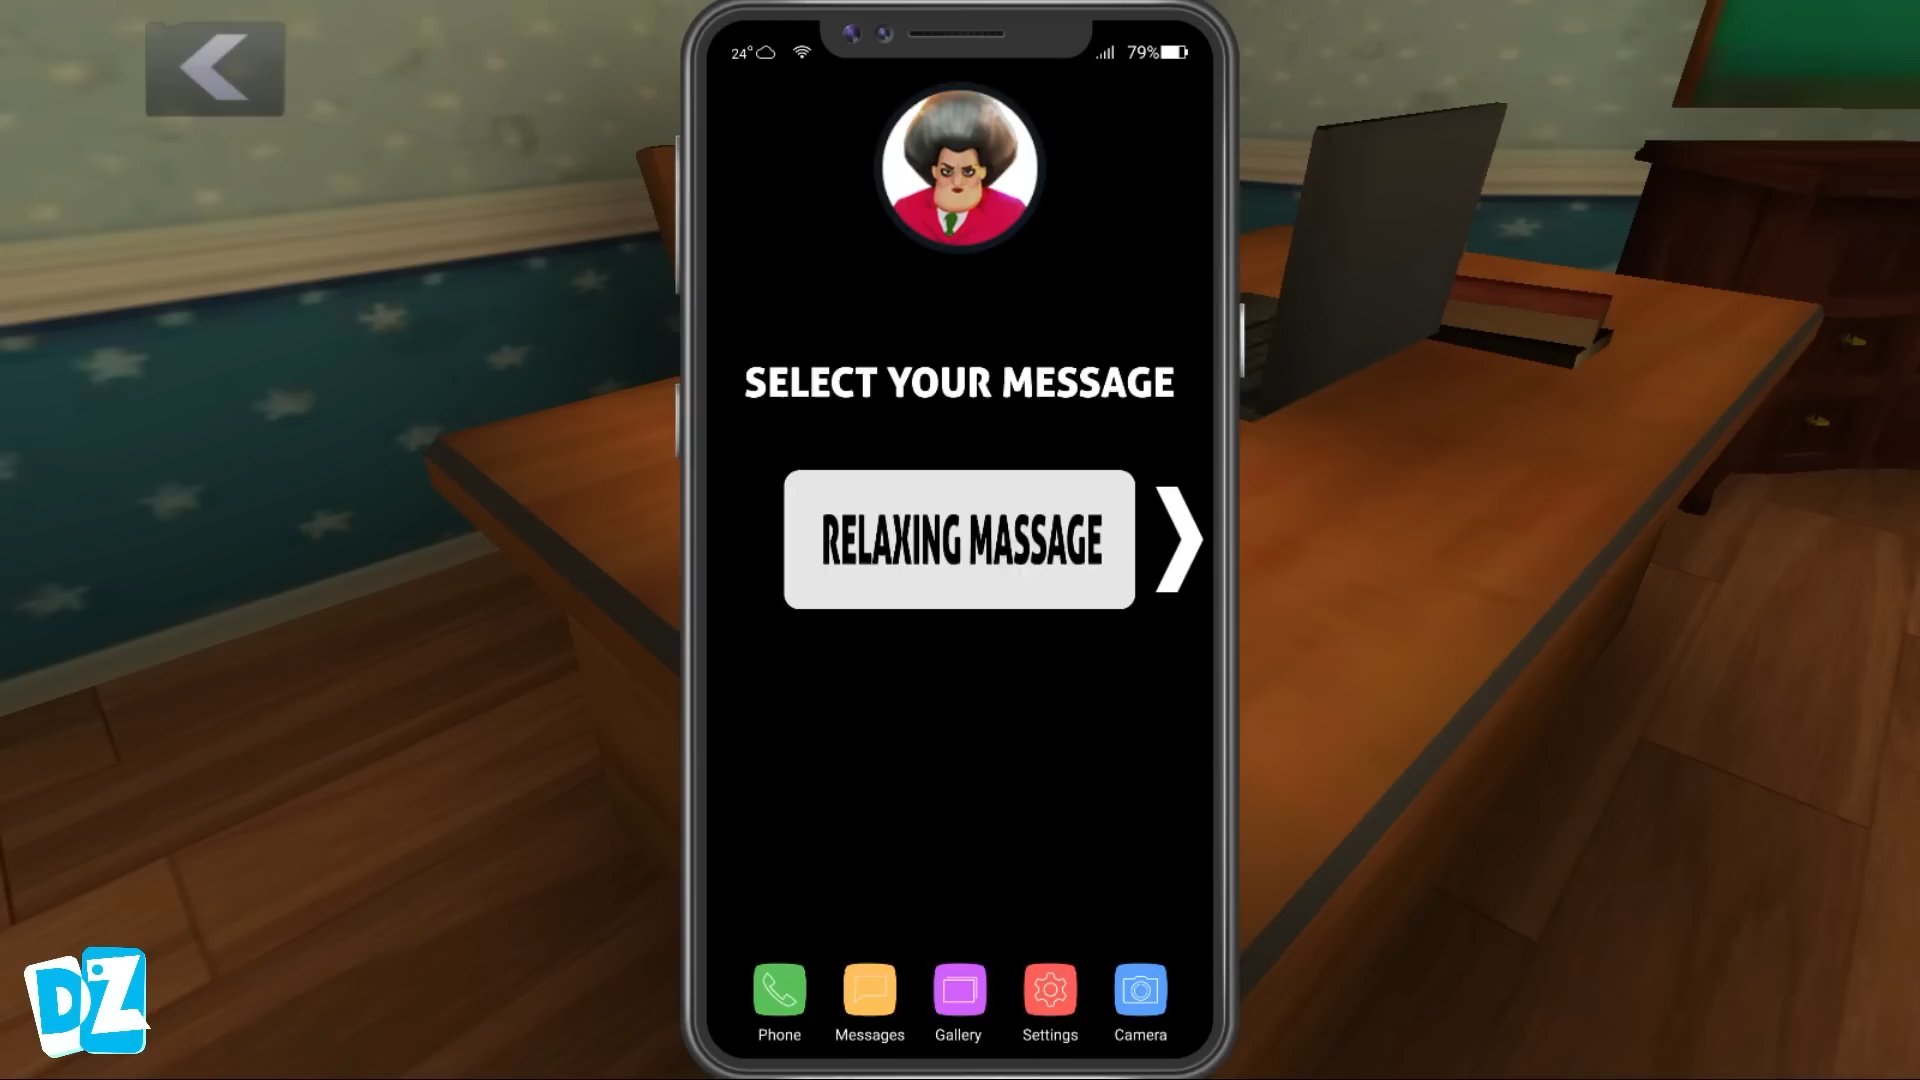 24°
79%
SELECT YOUR MESSAGE
RELAXING MASSAGE
Phone Messages Gallery Settings Camera
DZ